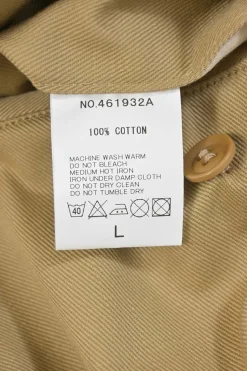 NO.461932A
100% COTTON
MACHINE WASH WARM
DO NOT BLEACH
MEDIUM HOT IRON
IRON UNDER DAMP CLOTH
DO NOT DRY CLEAN
DO NOT TUMBLE DRY
40
L